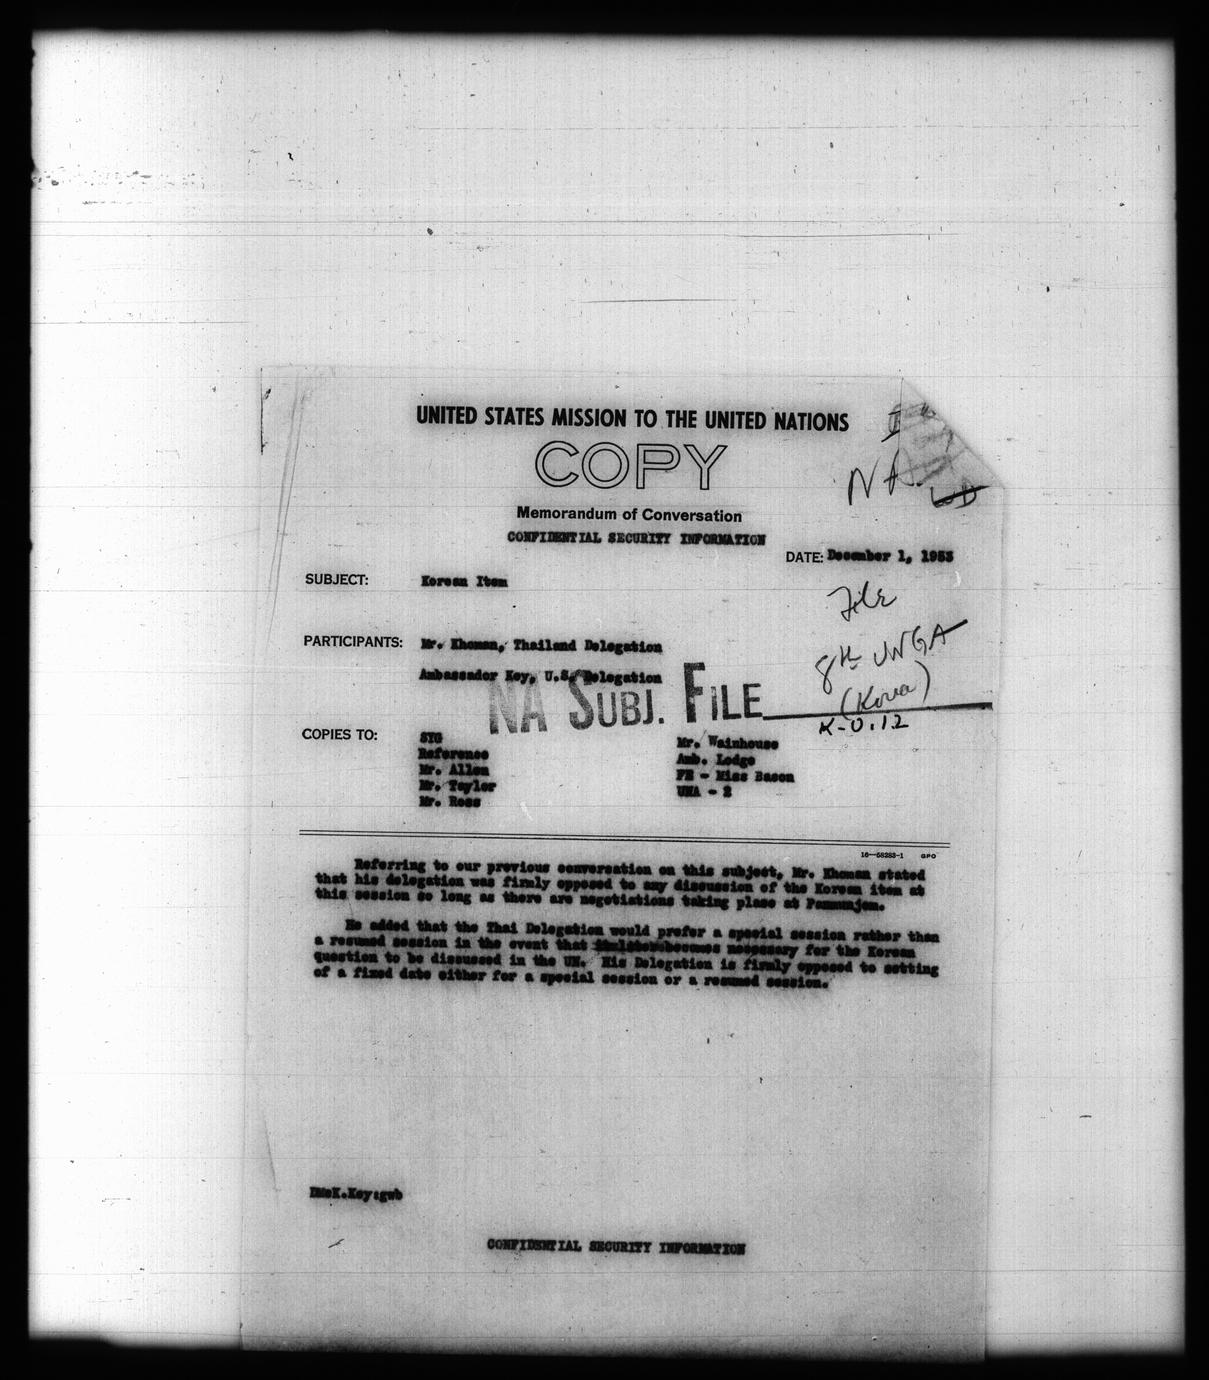 UNITED STATES MISSION TO THE UNITED NATIONS
COPY
NA
Memorandum of Conversation
CONFIDENTIAL SECURITY INFORMATION
DATE: December 1, 1953
SUBJECT: Korean Item
File
PARTICIPANTS: Mr. Khoman, Thailand Delegation
8th UNGA
Ambassador Key, U.S. Delegation
(Korea)
NA SUBJ. FILE
K-0.12
COPIES TO: SYG Mr. Wainhouse
Reference Amb. Lodge
Mr. Allen FE - Miss Bacon
Mr. Taylor UNA - 2
Mr. Ross
16—68283-1 GPO
Referring to our previous conversation on this subject, Mr. Khoman stated
that his delegation was firmly opposed to any discussion of the Korean item at
this session so long as there are negotiations taking place at Panmunjom.
He added that the Thai Delegation would prefer a special session rather than
a resumed session in the event that becomes necessary for the Korean
question to be discussed in the UN. His Delegation is firmly opposed to setting
of a fixed date either for a special session or a resumed session.
DMcK.Key:gwb
CONFIDENTIAL SECURITY INFORMATION